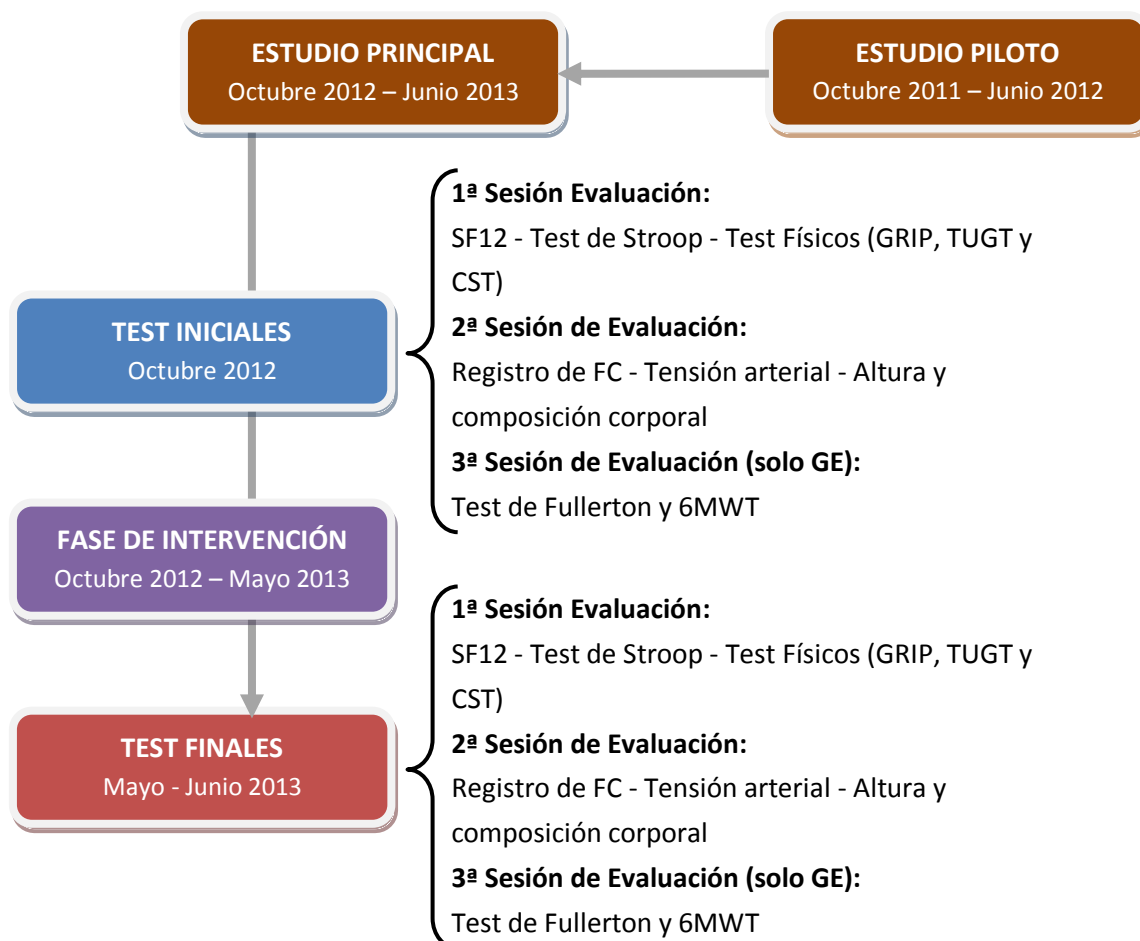 ESTUDIO PRINCIPAL
Octubre 2012 – Junio 2013
ESTUDIO PILOTO
Octubre 2011 – Junio 2012
1ª Sesión Evaluación:
SF12 - Test de Stroop - Test Físicos (GRIP, TUGT y
CST)
2ª Sesión de Evaluación:
Registro de FC - Tensión arterial - Altura y
composición corporal
3ª Sesión de Evaluación (solo GE):
Test de Fullerton y 6MWT
TEST INICIALES
Octubre 2012
FASE DE INTERVENCIÓN
Octubre 2012 – Mayo 2013
1ª Sesión Evaluación:
SF12 - Test de Stroop - Test Físicos (GRIP, TUGT y
CST)
2ª Sesión de Evaluación:
Registro de FC - Tensión arterial - Altura y
composición corporal
3ª Sesión de Evaluación (solo GE):
Test de Fullerton y 6MWT
TEST FINALES
Mayo - Junio 2013